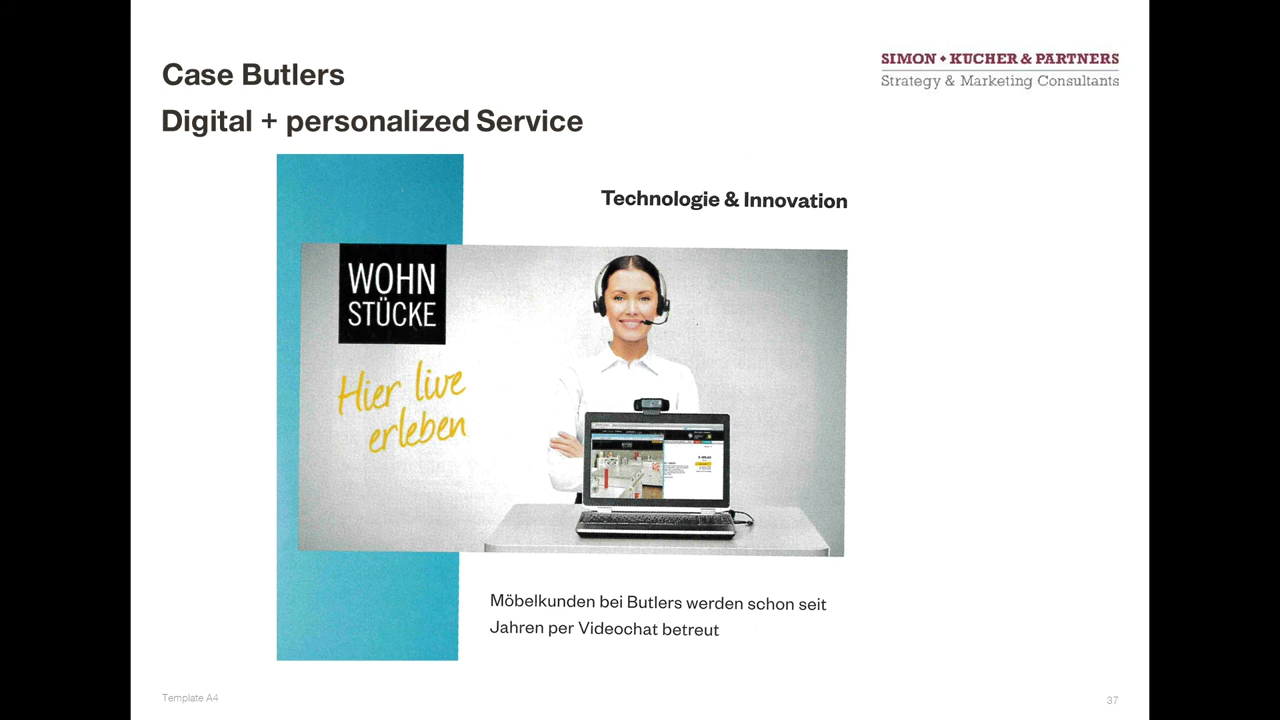 Case Butlers
Digital + personalized Service
SIMON ⬥ KUCHER & PARTNERS
Strategy & Marketing Consultants
Technologie & Innovation
WOHN
STÜCKE
Hier live
erleben
Möbelkunden bei Butlers werden schon seit
Jahren per Videochat betreut
Template A4
37